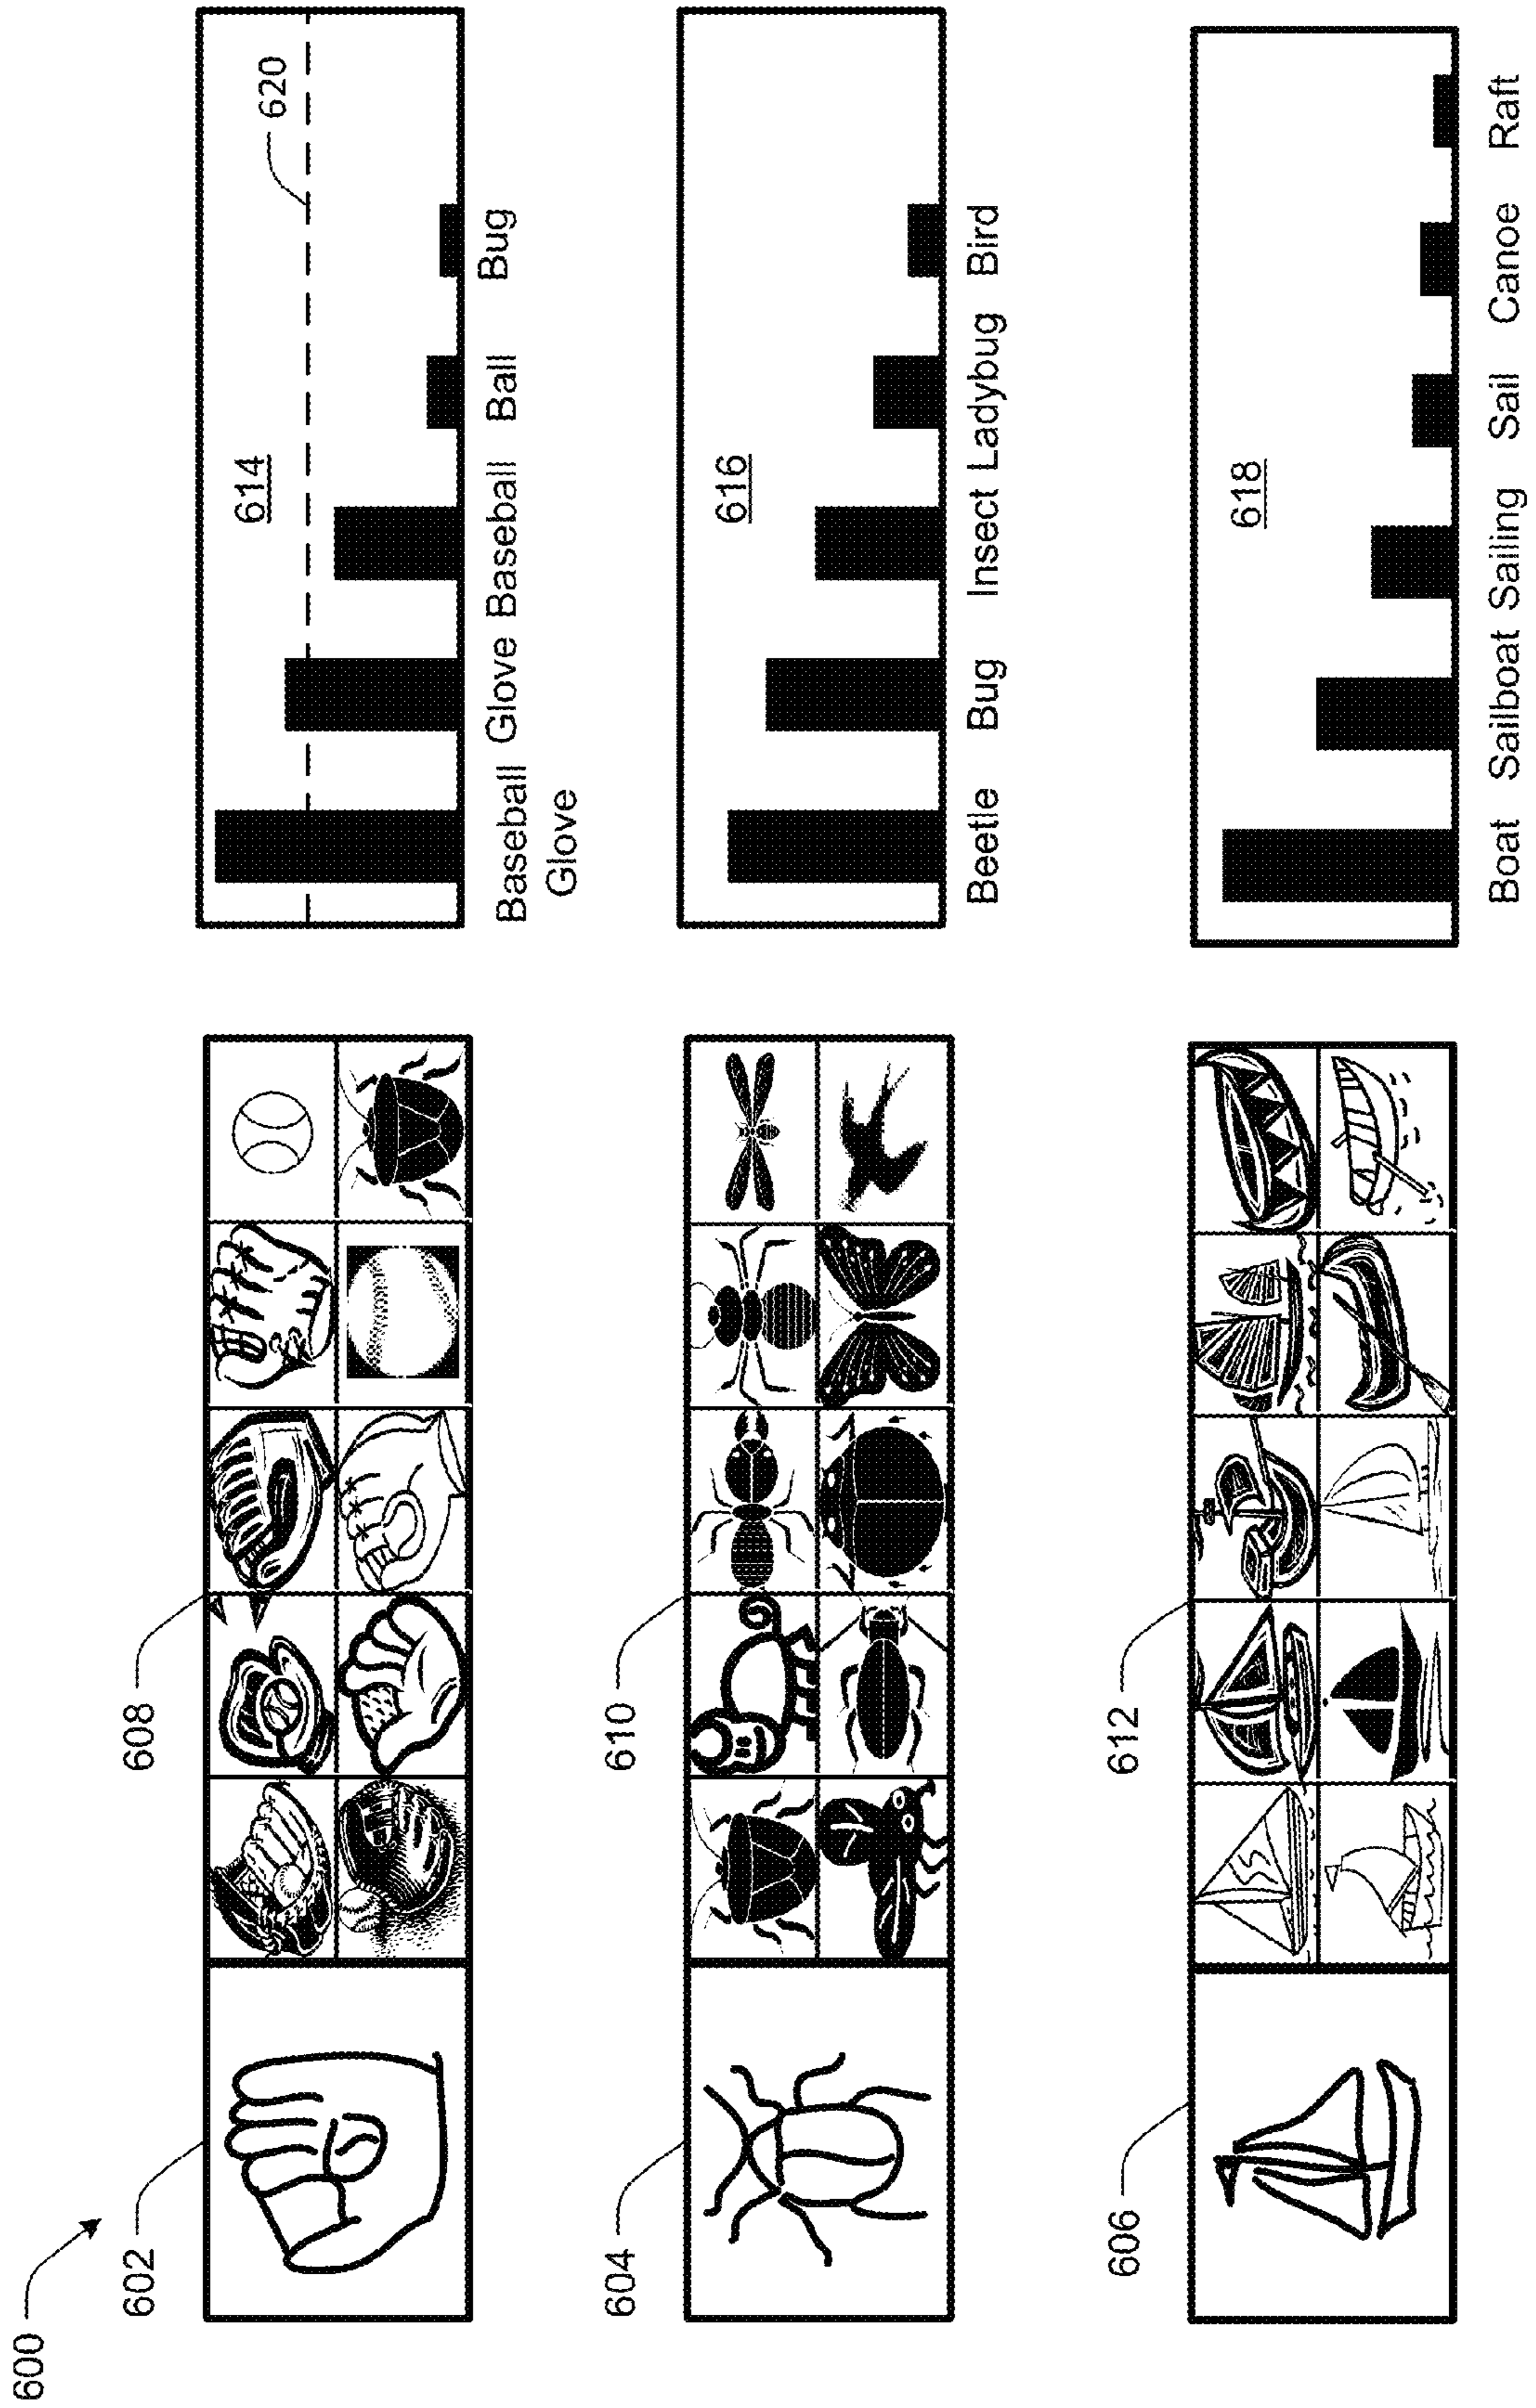 600
602
608
614
620
Baseball Glove Baseball Ball Bug
Glove
604
610
616
Beetle Bug Insect Ladybug Bird
606
612
618
Boat Sailboat Sailing Sail Canoe Raft